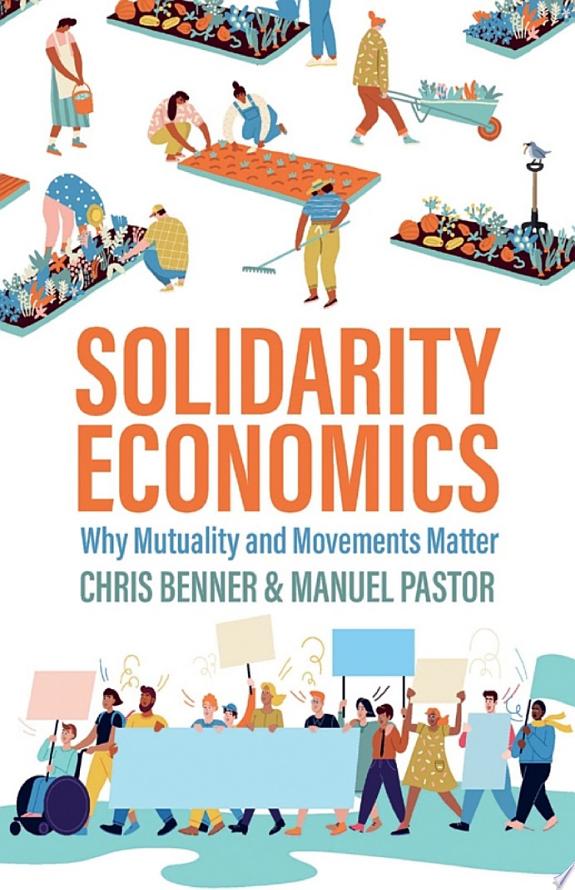 SOLIDARITY
ECONOMICS
Why Mutuality and Movements Matter
CHRIS BENNER & MANUEL PASTOR